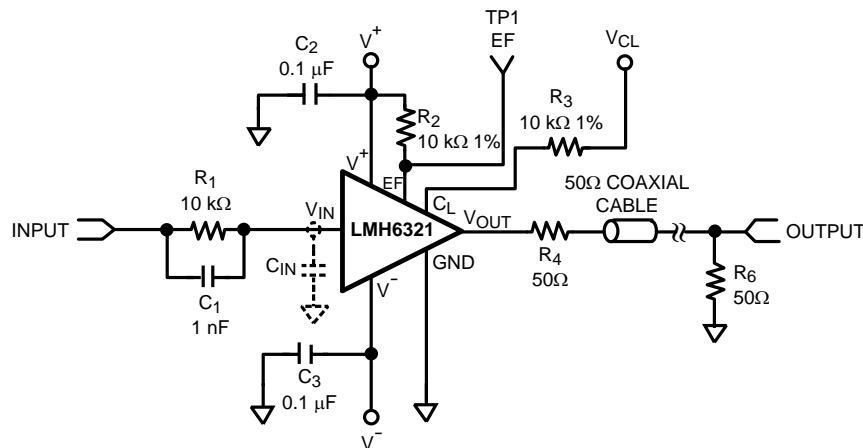 TP1
EF
C2
0.1 μF
V+
VCL
R2
10 kΩ 1%
R3
10 kΩ 1%
V+
EF
CL
50Ω COAXIAL
CABLE
R1
10 kΩ
INPUT
VIN
LMH6321
VOUT
OUTPUT
C1
1 nF
CIN
GND
V-
R4
50Ω
R6
50Ω
C3
0.1 μF
V-